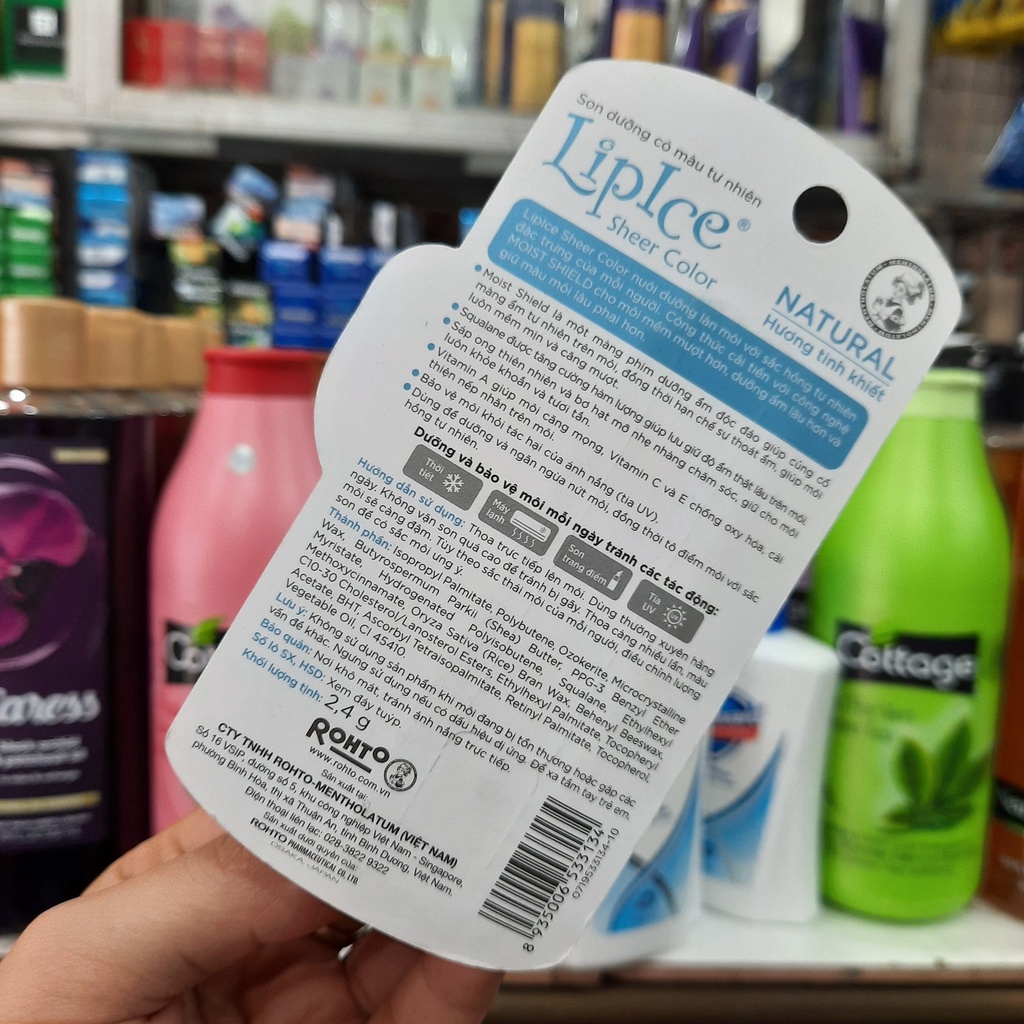 Son dưỡng có màu tự nhiên
LipIce®
Sheer Color
NATURAL
Hương tinh khiết
LipIce Sheer Color nuôi dưỡng làn môi với sắc hồng tự nhiên
đặc trưng của mỗi người. Công thức cải tiến với công nghệ
MOIST SHIELD cho môi mềm mượt hơn, dưỡng ẩm lâu hơn và
giữ màu môi lâu phai hơn.
• Moist Shield là một màng phim dưỡng ẩm độc đáo giúp củng cố
màng ẩm tự nhiên trên môi, đồng thời hạn chế sự thoát ẩm, giúp môi
luôn mềm mịn và căng mượt.
• Squalane được tăng cường hàm lượng giúp lưu giữ độ ẩm thật lâu trên môi.
• Sáp ong thiên nhiên và bơ hạt mỡ nhẹ nhàng chăm sóc, giữ cho môi
luôn khỏe khoắn và tươi tắn.
• Vitamin A giúp môi căng mọng, Vitamin C và E chống oxy hóa, cải
thiện nếp nhăn trên môi.
• Bảo vệ môi khỏi tác hại của ánh nắng (tia UV).
Dùng để dưỡng và ngăn ngừa nứt môi, đồng thời tô điểm môi với sắc
hồng tự nhiên.
Dưỡng và bảo vệ môi mỗi ngày tránh các tác động:
Thời tiết
Máy lạnh
Son trang điểm
Tia UV
Hướng dẫn sử dụng: Thoa trực tiếp lên môi. Dùng thường xuyên hàng
ngày. Không vặn son quá cao để tránh bị gãy. Thoa càng nhiều lần, màu
môi sẽ càng đậm. Tùy theo sắc thái môi của mỗi người, điều chỉnh lượng
son để có sắc môi ưng ý.
Thành phần: Isopropyl Palmitate, Polybutene, Ozokerite, Microcrystalline
Wax, Butyrospermum Parkii (Shea) Butter, PPG-3 Benzyl Ether
Myristate, Hydrogenated Polyisobutene, Squalane, Ethylhexyl
Methoxycinnamate, Oryza Sativa (Rice) Bran Wax, Behenyl Beeswax,
C10-30 Cholesterol/Lanosterol Esters, Ethylhexyl Palmitate, Tocopheryl
Acetate, BHT, Ascorbyl Tetraisopalmitate, Retinyl Palmitate, Tocopherol,
Vegetable Oil, CI 45410.
Lưu ý: Không sử dụng sản phẩm khi môi đang bị tổn thương hoặc gặp các
vấn đề khác. Ngưng sử dụng nếu có dấu hiệu dị ứng. Để xa tầm tay trẻ em.
Bảo quản: Nơi khô mát, tránh ánh nắng trực tiếp.
Số lô SX, HSD: Xem đáy tuýp.
Khối lượng tịnh: 2,4 g
ROHTO
www.rohto.com.vn
Sản xuất tại:
CTY TNHH ROHTO-MENTHOLATUM (VIỆT NAM)
Số 16 VSIP, đường số 5, khu công nghiệp Việt Nam - Singapore,
phường Bình Hòa, thị xã Thuận An, tỉnh Bình Dương, Việt Nam.
Điện thoại liên lạc: 028-3822 9322
Sản xuất dưới quyền của:
ROHTO PHARMACEUTICAL CO. LTD.
OSAKA JAPAN
8 935006 533134
0719533134-10
Cottage
Caress